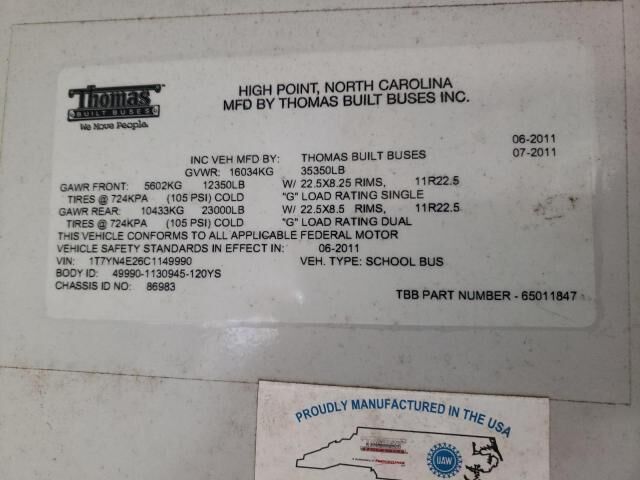 Thomas
BUILT BUSES
We Move People.
HIGH POINT, NORTH CAROLINA
MFD BY THOMAS BUILT BUSES INC.
06-2011
INC VEH MFD BY: THOMAS BUILT BUSES 07-2011
GVWR: 16034KG 35350LB
GAWR FRONT: 5602KG 12350LB W/ 22.5X8.25 RIMS, 11R22.5
TIRES @ 724KPA (105 PSI) COLD "G" LOAD RATING SINGLE
GAWR REAR: 10433KG 23000LB W/ 22.5X8.5 RIMS, 11R22.5
TIRES @ 724KPA (105 PSI) COLD "G" LOAD RATING DUAL
THIS VEHICLE CONFORMS TO ALL APPLICABLE FEDERAL MOTOR
VEHICLE SAFETY STANDARDS IN EFFECT IN: 06-2011
VIN: 1T7YN4E26C1149990 VEH. TYPE: SCHOOL BUS
BODY ID: 49990-1130945-120YS
CHASSIS ID NO: 86983 TBB PART NUMBER - 65011847
PROUDLY MANUFACTURED IN THE USA
Thomas
UAW